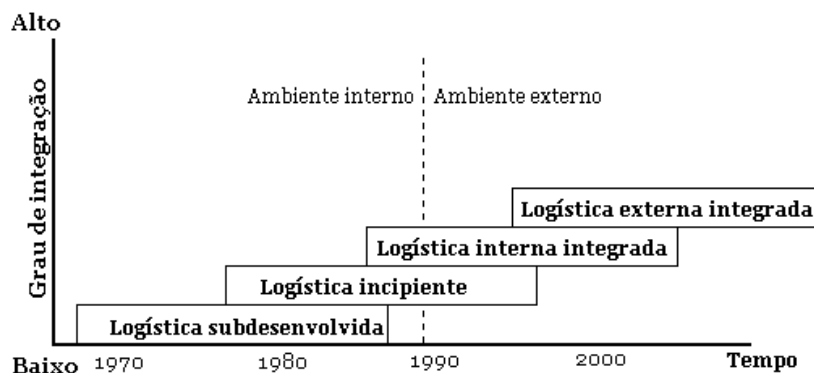 Alto
Grau de integração
Ambiente interno Ambiente externo
Logística externa integrada
Logística interna integrada
Logística incipiente
Logística subdesenvolvida
Baixo 1970 1980 1990 2000 Tempo